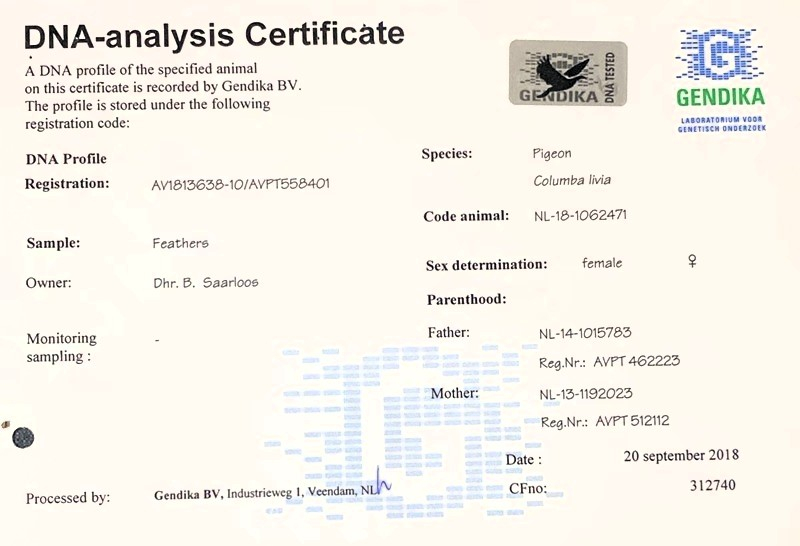 DNA-analysis Certificate
A DNA profile of the specified animal
on this certificate is recorded by Gendika BV.
The profile is stored under the following
registration code:
GENDIKA
DNA TESTED
GENDIKA
LABORATORIUM VOOR
GENETISCH ONDERZOEK
DNA Profile
Registration: AV1813638-10/AVPT558401
Sample: Feathers
Owner: Dhr. B. Saarloos
Monitoring
sampling : -
Species: Pigeon
Columba livia
Code animal: NL-18-1062471
Sex determination: female ♀
Parenthood:
Father: NL-14-1015783
Reg.Nr.: AVPT 462223
Mother: NL-13-1192023
Reg.Nr.: AVPT 512112
Date : 20 september 2018
CFno: 312740
Processed by: Gendika BV, Industrieweg 1, Veendam, NL